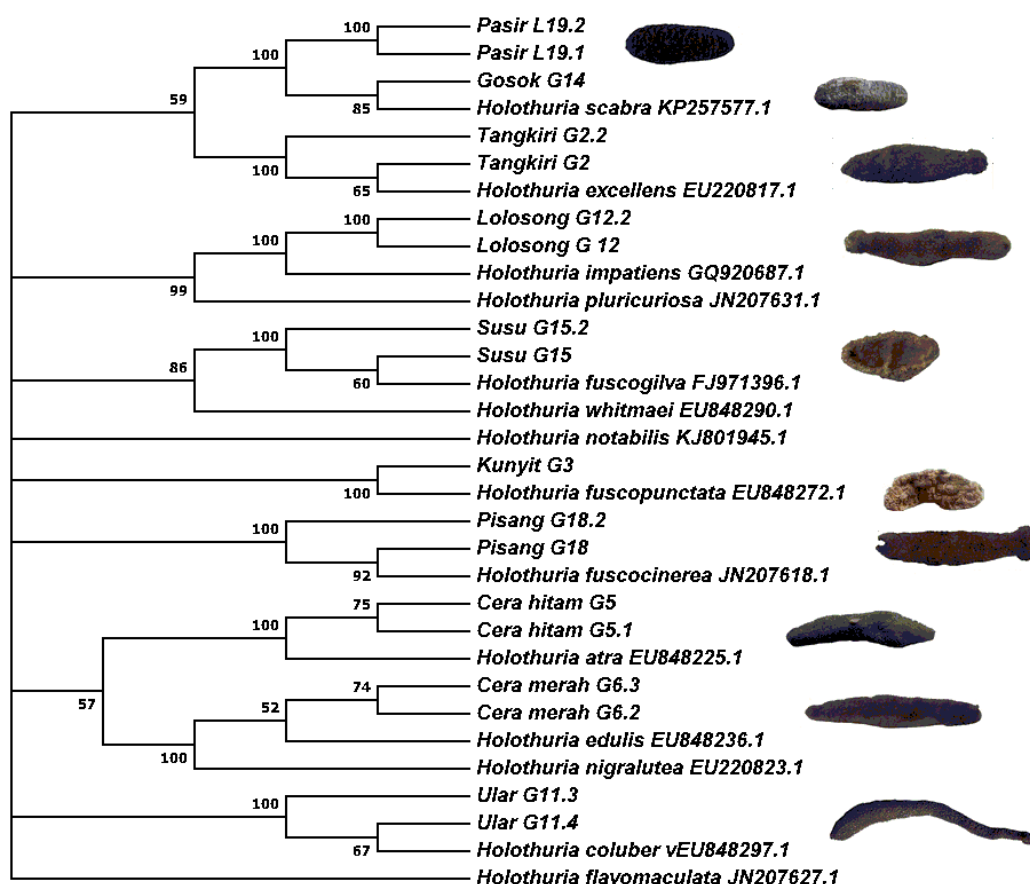 100
Pasir L19.2
100
Pasir L19.1
59
Gosok G14
85
Holothuria scabra KP257577.1
Tangkiri G2.2
100
Tangkiri G2
65
Holothuria excellens EU220817.1
100
Lolosong G12.2
100
Lolosong G 12
99
Holothuria impatiens GQ920687.1
Holothuria pluricuriosa JN207631.1
100
Susu G15.2
86
Susu G15
60
Holothuria fuscogilva FJ971396.1
Holothuria whitmaei EU848290.1
Holothuria notabilis KJ801945.1
Kunyit G3
100
Holothuria fuscopunctata EU848272.1
100
Pisang G18.2
Pisang G18
92
Holothuria fuscocinerea JN207618.1
75
Cera hitam G5
100
Cera hitam G5.1
Holothuria atra EU848225.1
57
74
Cera merah G6.3
52
Cera merah G6.2
100
Holothuria edulis EU848236.1
Holothuria nigralutea EU220823.1
100
Ular G11.3
Ular G11.4
67
Holothuria coluber vEU848297.1
Holothuria flavomaculata JN207627.1